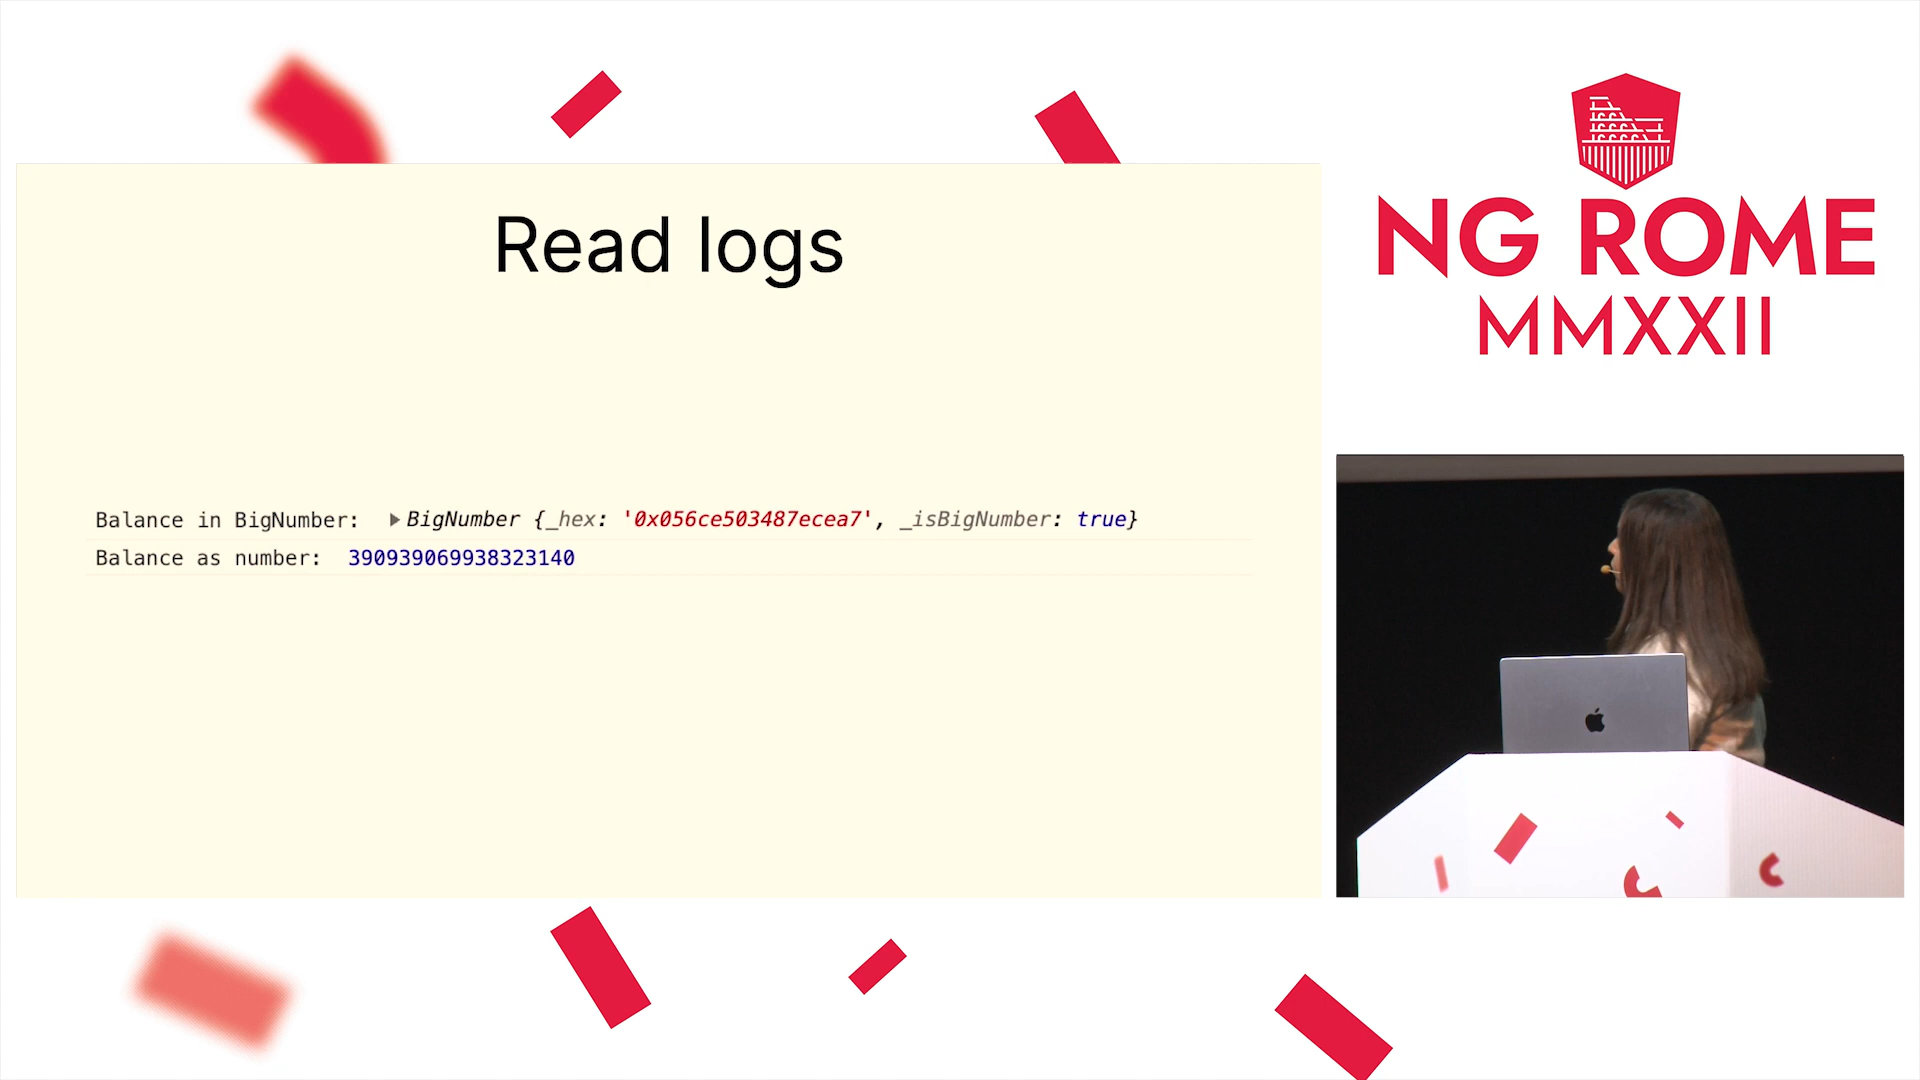 Read logs
Balance in BigNumber: ▶ BigNumber {_hex: '0x056ce503487ecea7', _isBigNumber: true}
Balance as number: 390939069938323140
NG ROME
MMXXII